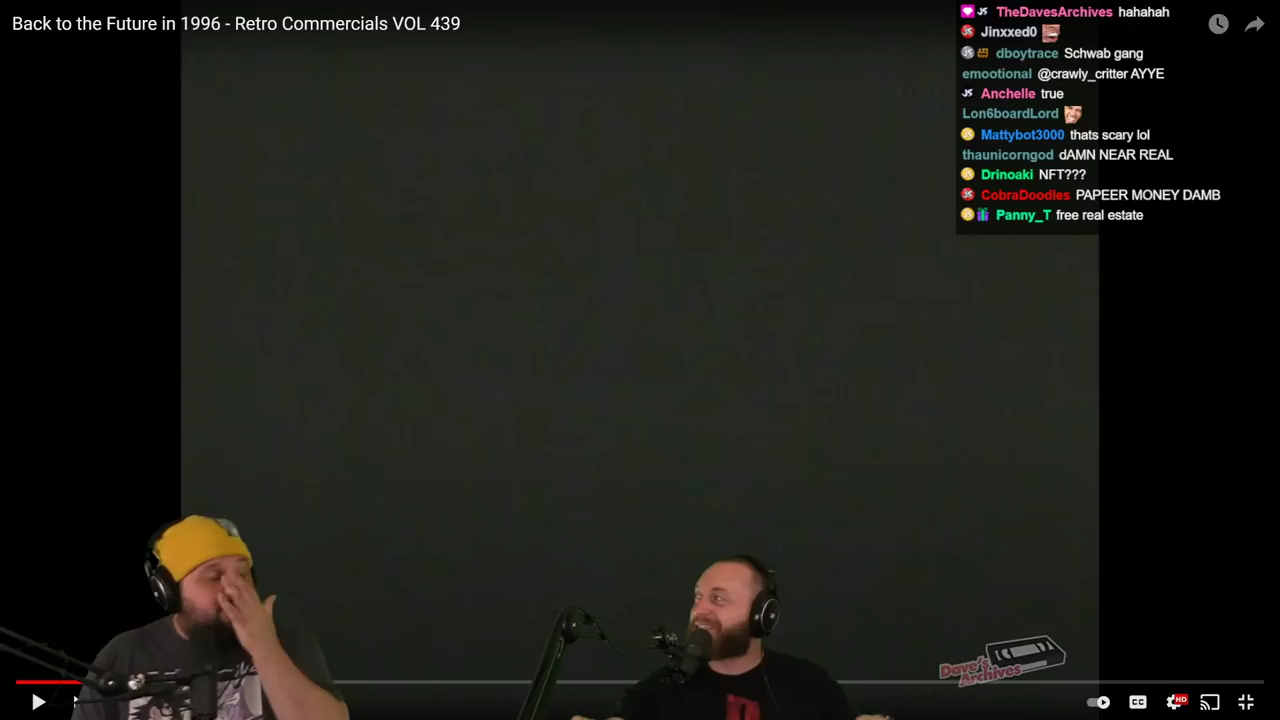 Back to the Future in 1996 - Retro Commercials VOL 439
TheDavesArchives hahahah
Jinxxed0
dboytrace Schwab gang
emootional @crawly_critter AYYE
Anchelle true
Lon6boardLord
Mattybot3000 thats scary lol
thaunicorngod dAMN NEAR REAL
Drinoaki NFT???
CobraDoodles PAPEER MONEY DAMB
Panny_T free real estate
Dave's
Archives
CC
HD